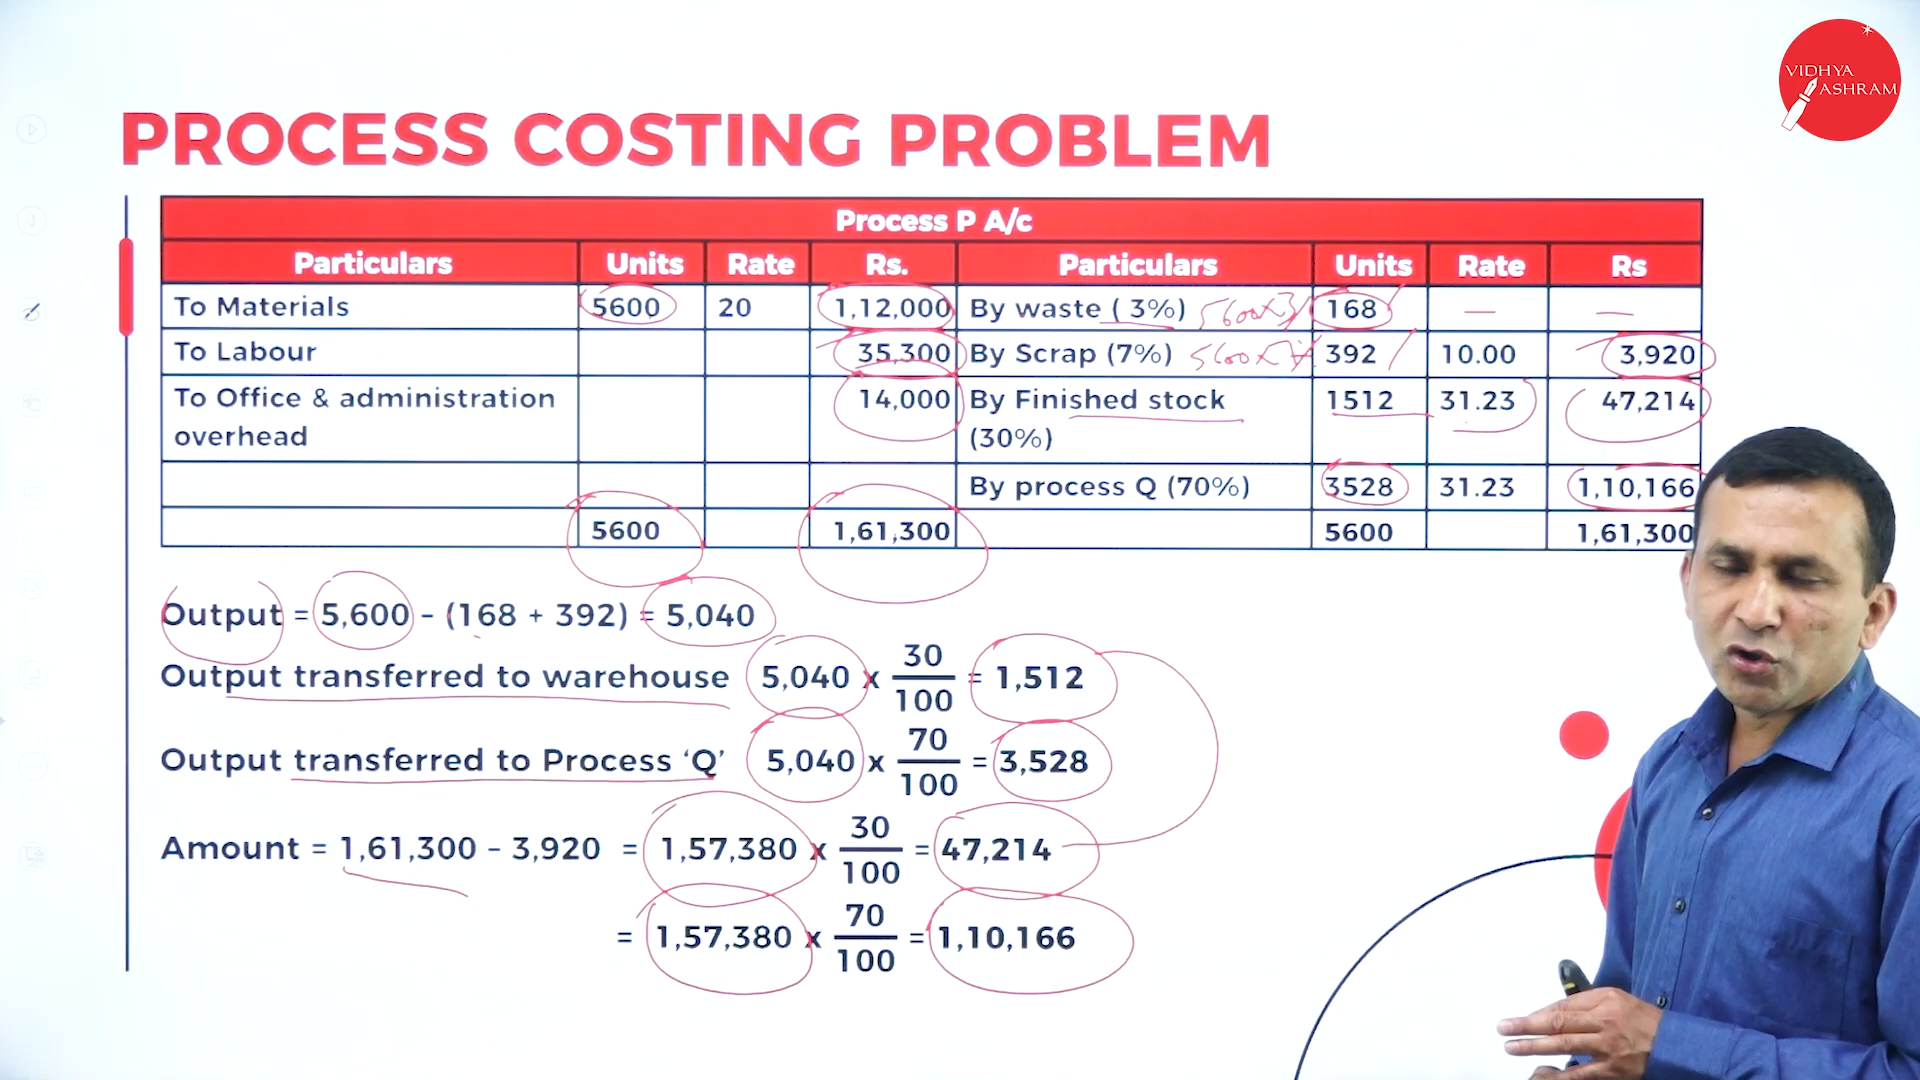 VIDHYA
ASHRAM
PROCESS COSTING PROBLEM
Process P A/c
Particulars Units Rate Rs. Particulars Units Rate Rs
To Materials 5600 20 1,12,000 By waste ( 3%) 5600x3/ 168 — —
To Labour 35,300 By Scrap (7%) 5600x7 392 10.00 3,920
To Office & administration overhead 14,000 By Finished stock (30%) 1512 31.23 47,214
By process Q (70%) 3528 31.23 1,10,166
5600 1,61,300 5600 1,61,300
Output = 5,600 - (168 + 392) = 5,040
Output transferred to warehouse 5,040 x 30/100 = 1,512
Output transferred to Process ‘Q’ 5,040 x 70/100 = 3,528
Amount = 1,61,300 - 3,920 = 1,57,380 x 30/100 = 47,214
= 1,57,380 x 70/100 = 1,10,166